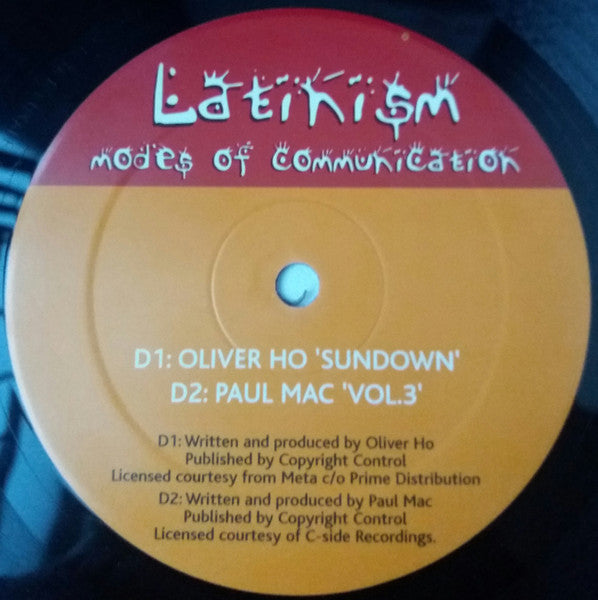 Latinism
modes of communication
D1: OLIVER HO 'SUNDOWN'
D2: PAUL MAC 'VOL.3'
D1: Written and produced by Oliver Ho
Published by Copyright Control
Licensed courtesy from Meta c/o Prime Distribution
D2: Written and produced by Paul Mac
Published by Copyright Control
Licensed courtesy of C-side Recordings.